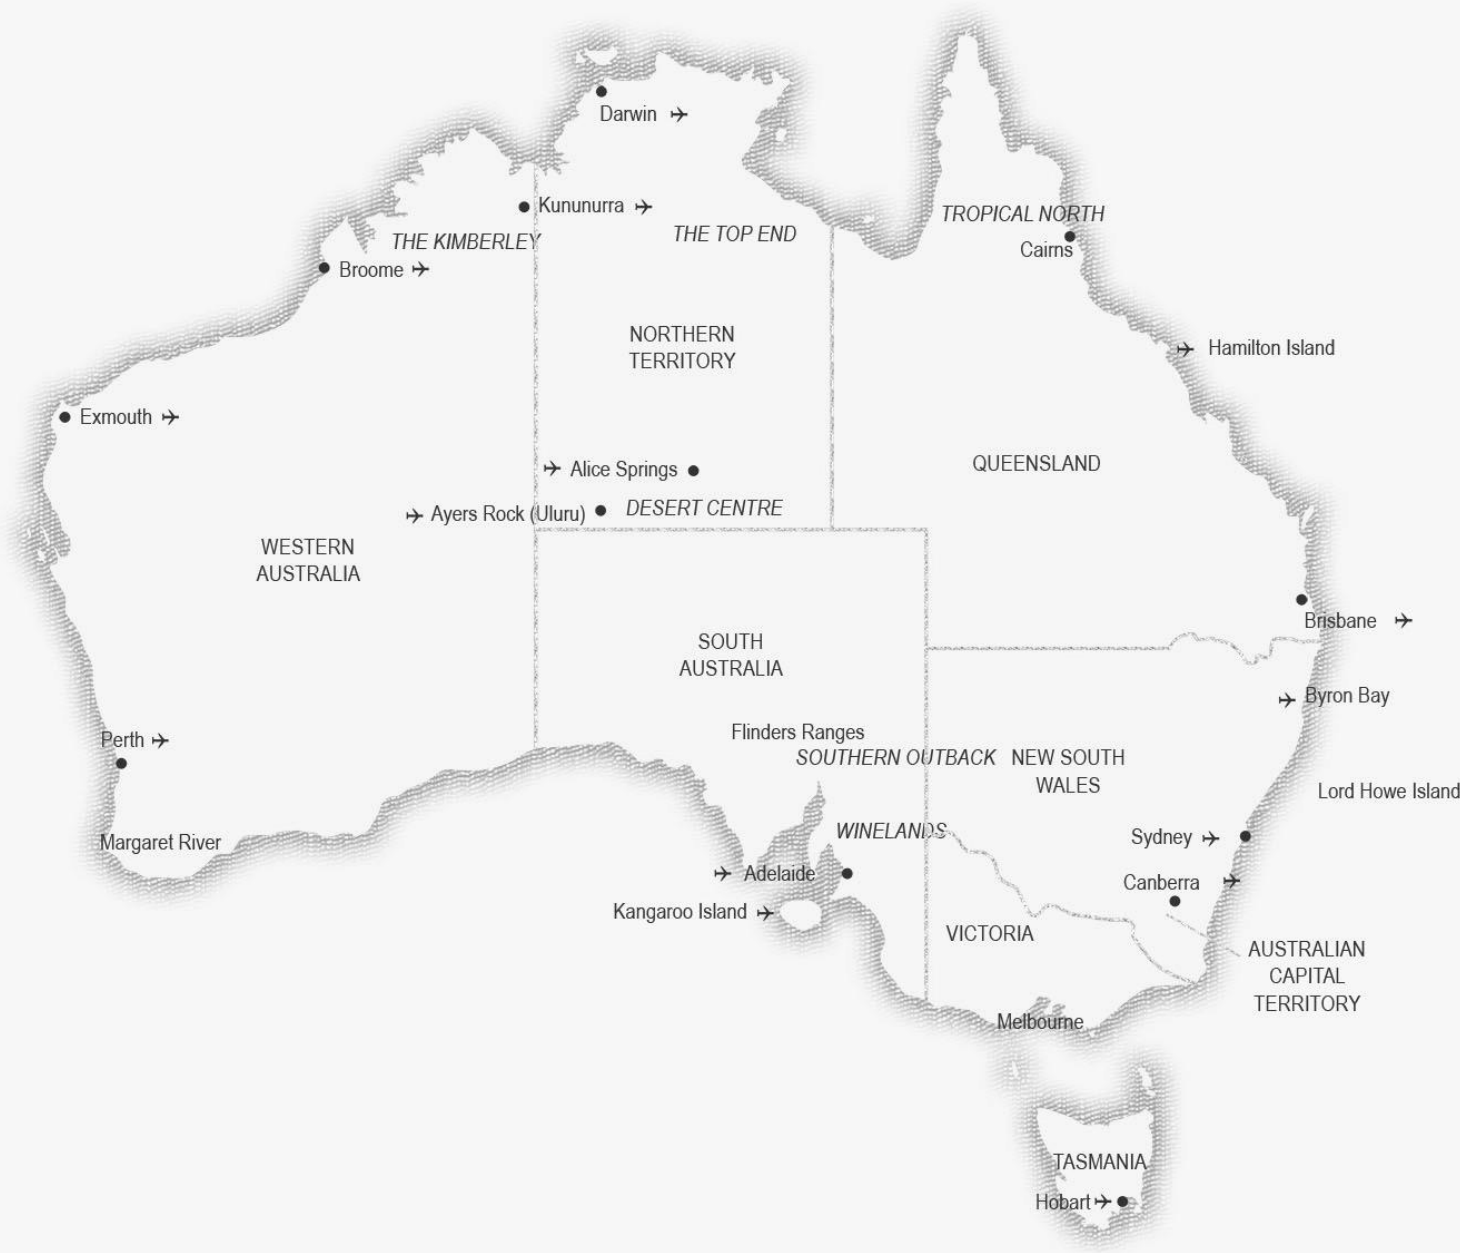 Darwin
Kununurra
THE KIMBERLEY
THE TOP END
TROPICAL NORTH
Cairns
Broome
NORTHERN
TERRITORY
Hamilton Island
Exmouth
Alice Springs
QUEENSLAND
Ayers Rock (Uluru)
DESERT CENTRE
WESTERN
AUSTRALIA
Brisbane
SOUTH
AUSTRALIA
Byron Bay
Perth
Flinders Ranges
SOUTHERN OUTBACK
NEW SOUTH
WALES
Lord Howe Island
Margaret River
WINELANDS
Sydney
Adelaide
Canberra
Kangaroo Island
VICTORIA
AUSTRALIAN
CAPITAL
TERRITORY
Melbourne
TASMANIA
Hobart